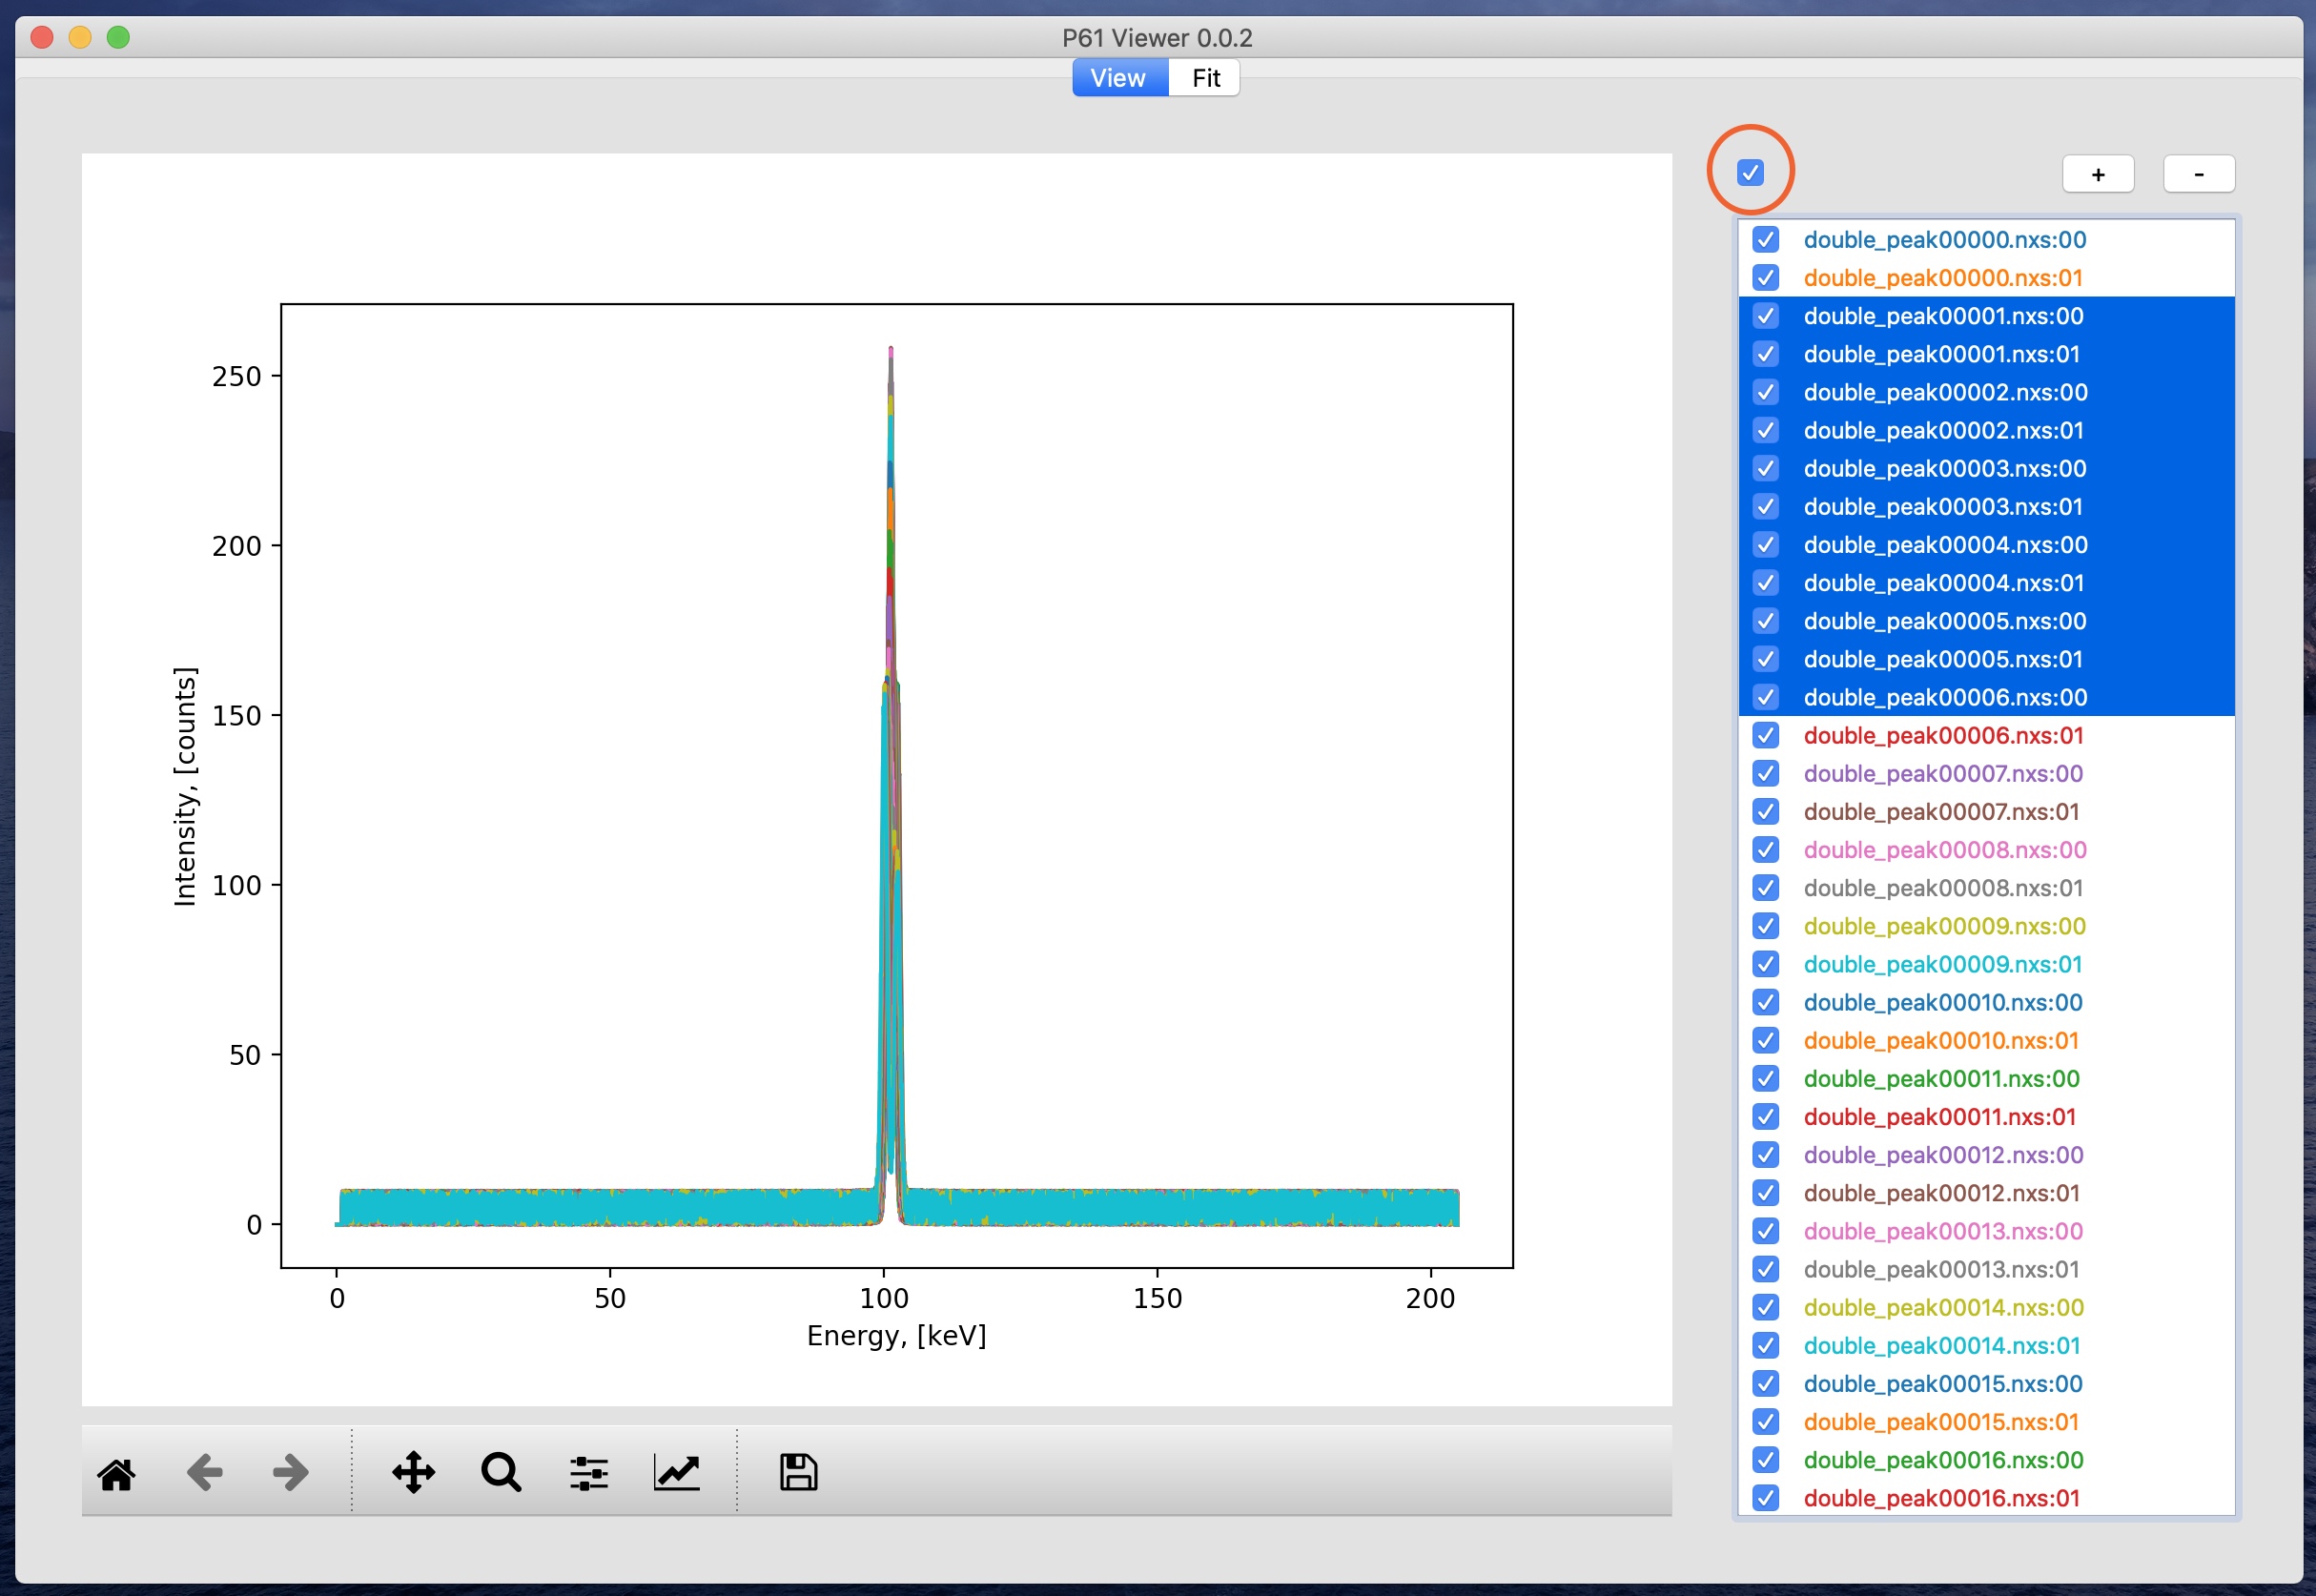 P61 Viewer 0.0.2
View Fit
+ -
250
200
150
100
50
0
Intensity, [counts]
0 50 100 150 200
Energy, [keV]
double_peak00000.nxs:00
double_peak00000.nxs:01
double_peak00001.nxs:00
double_peak00001.nxs:01
double_peak00002.nxs:00
double_peak00002.nxs:01
double_peak00003.nxs:00
double_peak00003.nxs:01
double_peak00004.nxs:00
double_peak00004.nxs:01
double_peak00005.nxs:00
double_peak00005.nxs:01
double_peak00006.nxs:00
double_peak00006.nxs:01
double_peak00007.nxs:00
double_peak00007.nxs:01
double_peak00008.nxs:00
double_peak00008.nxs:01
double_peak00009.nxs:00
double_peak00009.nxs:01
double_peak00010.nxs:00
double_peak00010.nxs:01
double_peak00011.nxs:00
double_peak00011.nxs:01
double_peak00012.nxs:00
double_peak00012.nxs:01
double_peak00013.nxs:00
double_peak00013.nxs:01
double_peak00014.nxs:00
double_peak00014.nxs:01
double_peak00015.nxs:00
double_peak00015.nxs:01
double_peak00016.nxs:00
double_peak00016.nxs:01